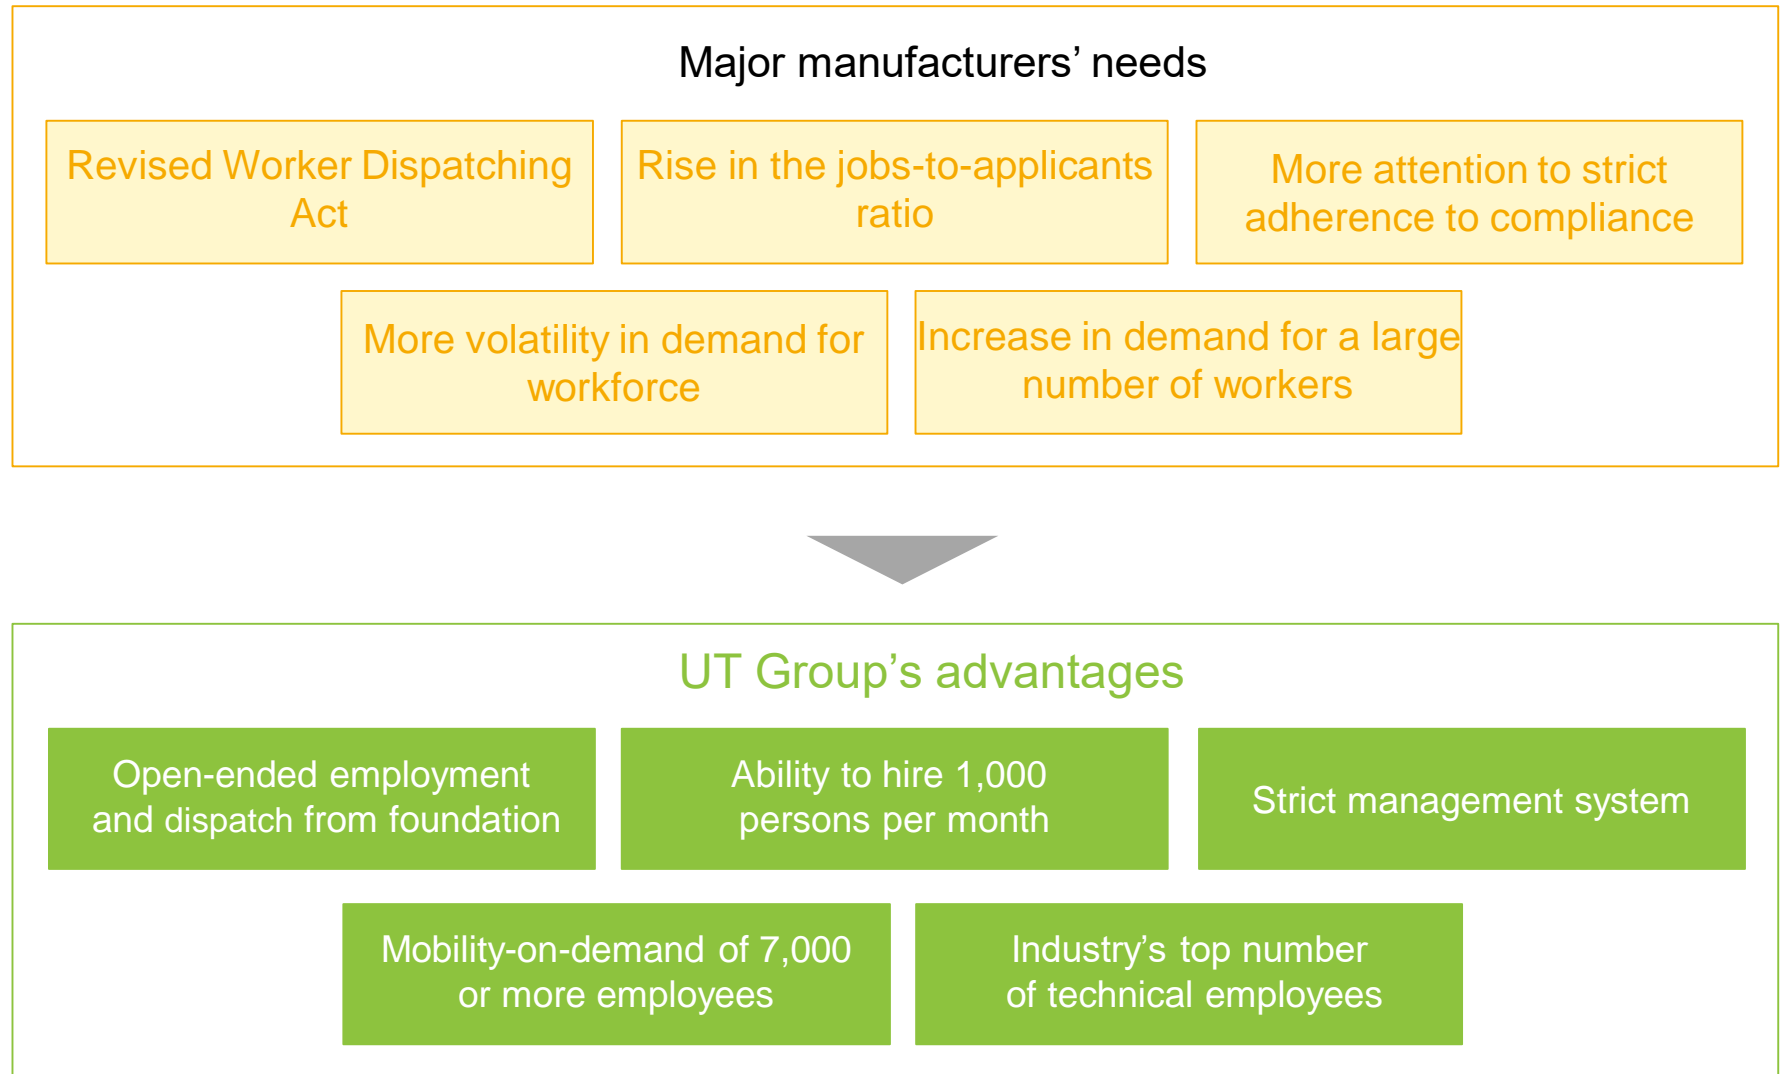 Major manufacturers’ needs
Revised Worker Dispatching
Act
Rise in the jobs-to-applicants
ratio
More attention to strict
adherence to compliance
More volatility in demand for
workforce
Increase in demand for a large
number of workers
UT Group’s advantages
Open-ended employment
and dispatch from foundation
Ability to hire 1,000
persons per month
Strict management system
Mobility-on-demand of 7,000
or more employees
Industry’s top number
of technical employees